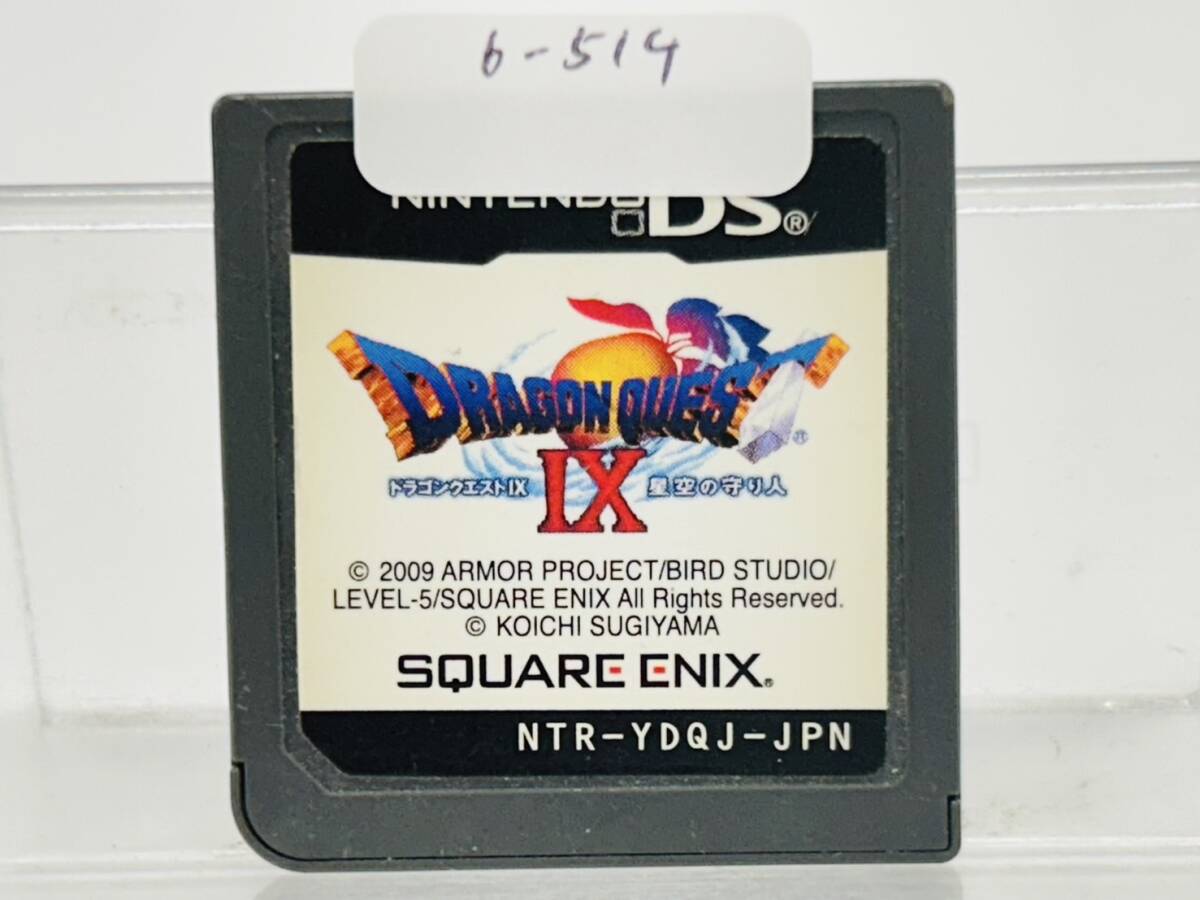 6-514
NINTENDO DS®
DRAGON QUEST ®
IX
ドラゴンクエストIX 星空の守り人
© 2009 ARMOR PROJECT/BIRD STUDIO/
LEVEL-5/SQUARE ENIX All Rights Reserved.
© KOICHI SUGIYAMA
SQUARE ENIX®
NTR-YDQJ-JPN